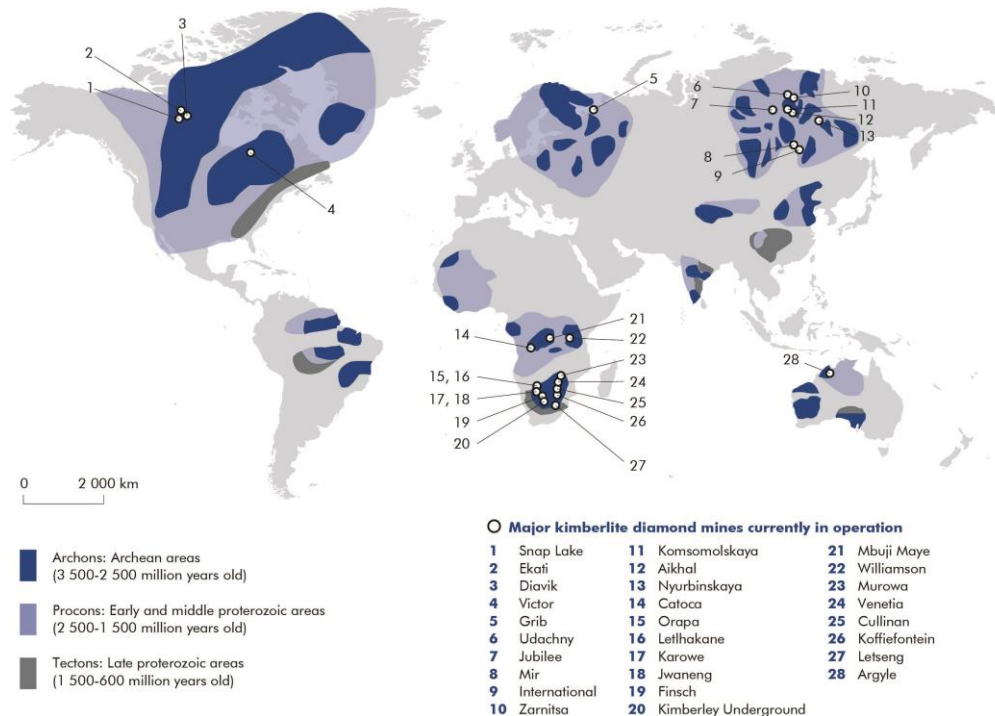 3
2
1
4
5
6
7
8
9
10
11
12
13
14
15, 16
17, 18
19
20
21
22
23
24
25
26
27
28
0 2 000 km
Archons: Archean areas
(3 500-2 500 million years old)
Procons: Early and middle proterozoic areas
(2 500-1 500 million years old)
Tectons: Late proterozoic areas
(1 500-600 million years old)
Major kimberlite diamond mines currently in operation
1 Snap Lake
2 Ekati
3 Diavik
4 Victor
5 Grib
6 Udachny
7 Jubilee
8 Mir
9 International
10 Zarnitsa
11 Komsomolskaya
12 Aikhal
13 Nyurbinskaya
14 Catoca
15 Orapa
16 Letlhakane
17 Karowe
18 Jwaneng
19 Finsch
20 Kimberley Underground
21 Mbuji Maye
22 Williamson
23 Murowa
24 Venetia
25 Cullinan
26 Koffiefontein
27 Letseng
28 Argyle